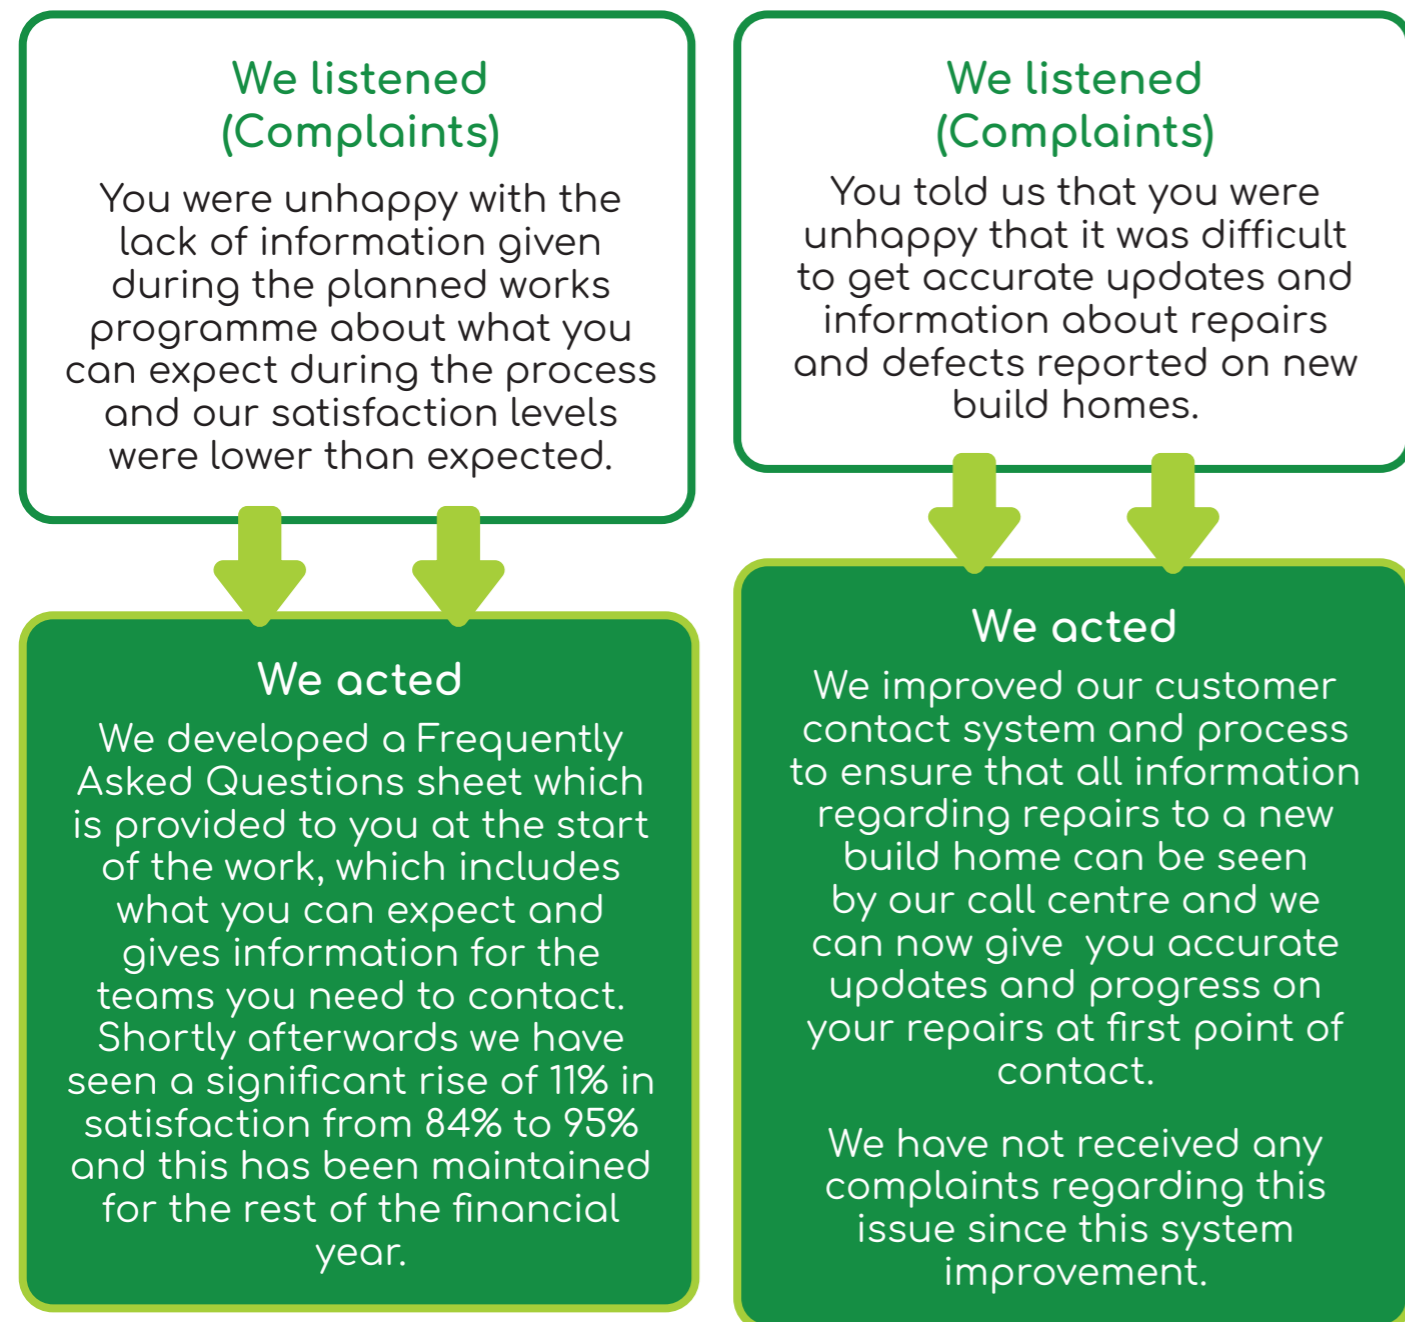 We listened
(Complaints)
You were unhappy with the
lack of information given
during the planned works
programme about what you
can expect during the process
and our satisfaction levels
were lower than expected.
We acted
We developed a Frequently
Asked Questions sheet which
is provided to you at the start
of the work, which includes
what you can expect and
gives information for the
teams you need to contact.
Shortly afterwards we have
seen a significant rise of 11% in
satisfaction from 84% to 95%
and this has been maintained
for the rest of the financial
year.
We listened
(Complaints)
You told us that you were
unhappy that it was difficult
to get accurate updates and
information about repairs
and defects reported on new
build homes.
We acted
We improved our customer
contact system and process
to ensure that all information
regarding repairs to a new
build home can be seen
by our call centre and we
can now give  you accurate
updates and progress on
your repairs at first point of
contact.
We have not received any
complaints regarding this
issue since this system
improvement.